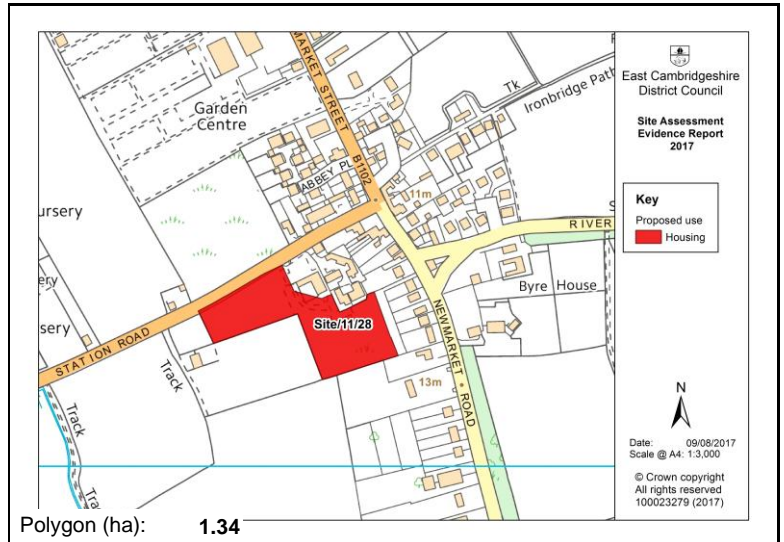 MARKET STREET
Garden
Centre
Tk
Ironbridge Path
ABBEY PL
B1102
11m
ursery
RIVER
S
ery
Byre House
sery
Site/11/28
NEWMARKET ROAD
STATION ROAD
Track
13m
Track
Tra
East Cambridgeshire
District Council
Site Assessment
Evidence Report
2017
Key
Proposed use
Housing
N
Date: 09/08/2017
Scale @ A4: 1:3,000
© Crown copyright
All rights reserved
100023279 (2017)
Polygon (ha): 1.34